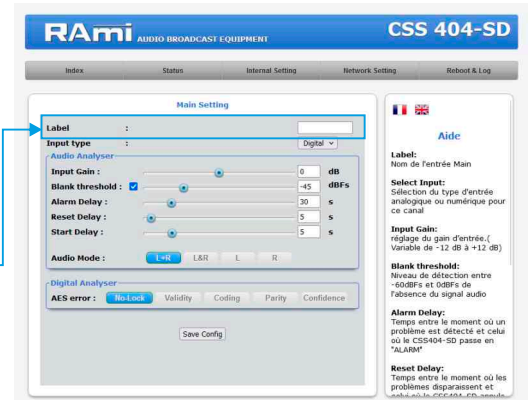 RAmi AUDIO BROADCAST EQUIPMENT CSS 404-SD
Index Status Internal Setting Network Setting Reboot & Log
Main Setting
Label :
Input type : Digital
Audio Analyser
Input Gain : 0 dB
Blank threshold : -45 dBFs
Alarm Delay : 30 s
Reset Delay : 5 s
Start Delay : 5 s
Audio Mode : L+R L&R L R
Digital Analyser
AES error : No-Lock Validity Coding Parity Confidence
Save Config
Aide
Label:
Nom de l'entrée Main
Select Input:
Sélection du type d'entrée
analogique ou numérique pour
ce canal
Input Gain:
réglage du gain d'entrée.(
Variable de -12 dB à +12 dB)
Blank threshold:
Niveau de détection entre
-60dBFs et 0dBFs de
l'absence du signal audio
Alarm Delay:
Temps entre le moment où un
problème est détecté et celui
où le CSS404-SD passe en
"ALARM"
Reset Delay:
Temps entre le moment où les
problèmes disparaissent et